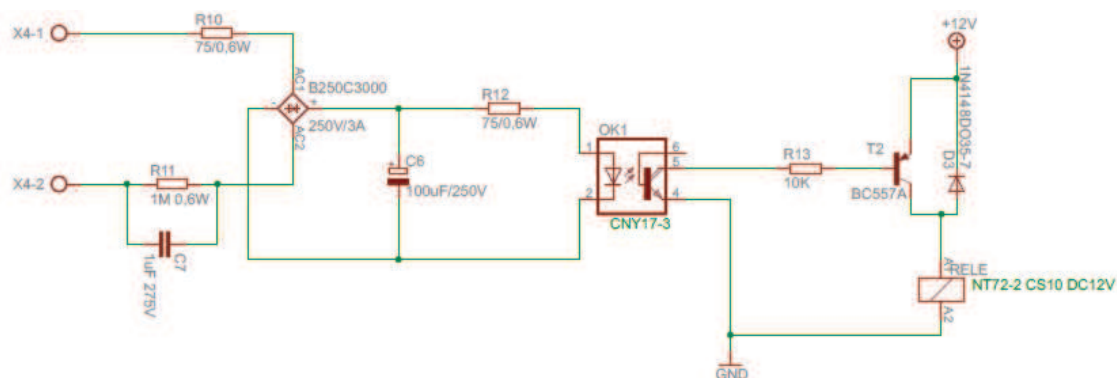 X4-1
R10
75/0,6W
AC1
B250C3000
-
+
250V/3A
AC2
X4-2
R11
1M 0,6W
C7
1uF 275V
+
C6
100uF/250V
R12
75/0,6W
OK1
1
2
6
5
4
CNY17-3
R13
10K
T2
BC557A
+12V
1N4148DO35-7
D3
A1
RELE
NT72-2 CS10 DC12V
A2
GND